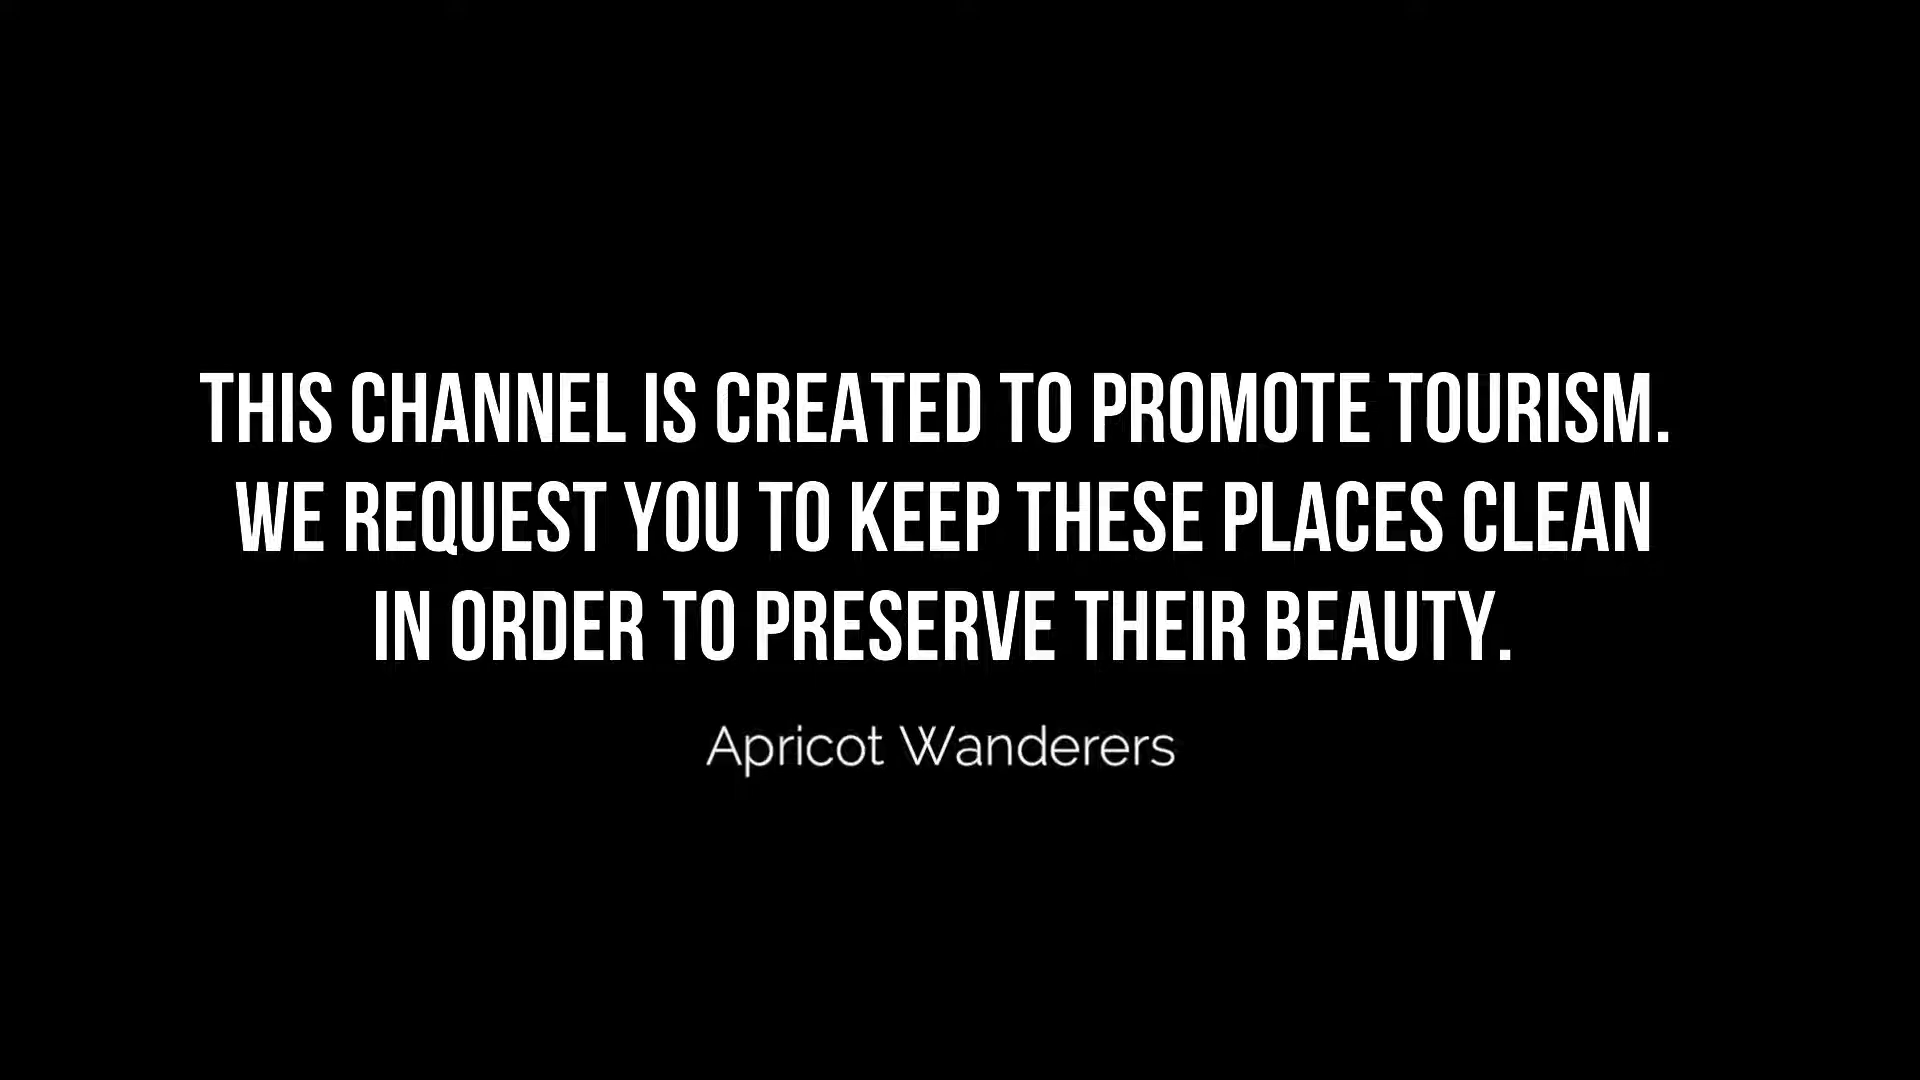 THIS CHANNEL IS CREATED TO PROMOTE TOURISM.
WE REQUEST YOU TO KEEP THESE PLACES CLEAN
IN ORDER TO PRESERVE THEIR BEAUTY.
Apricot Wanderers